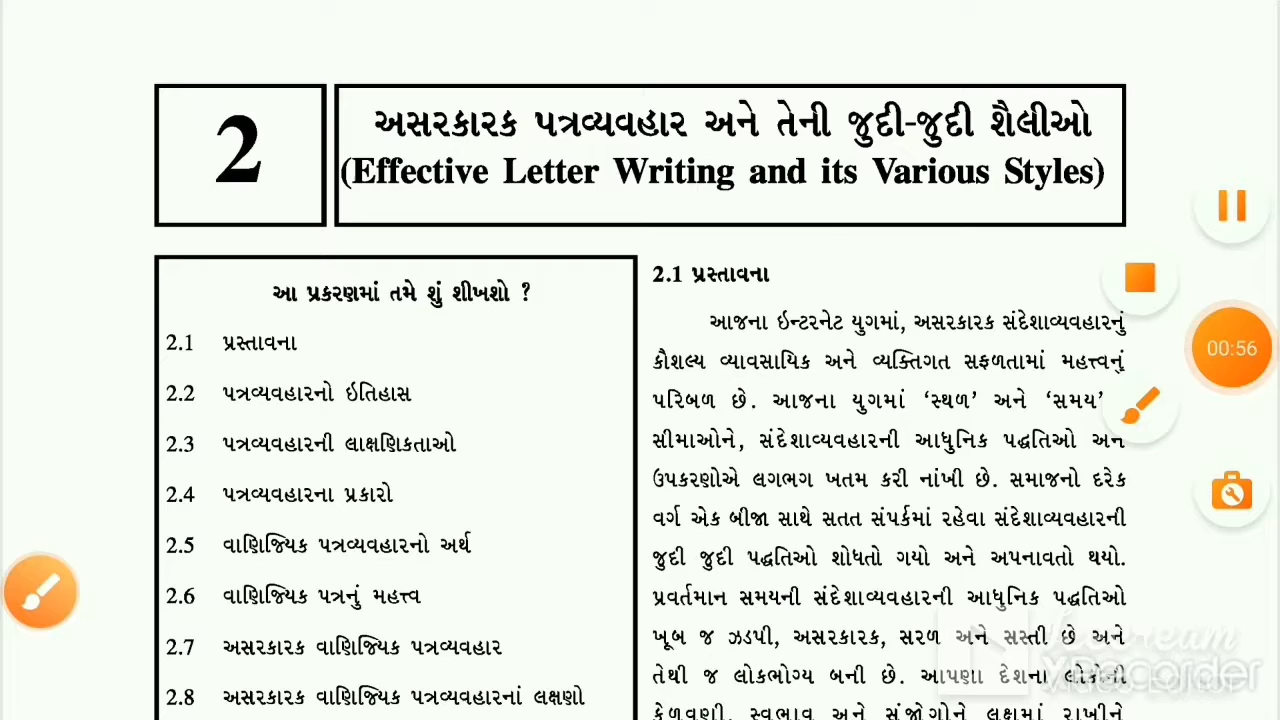 2
અસરકારક પત્રવ્યવહાર અને તેની જુદી-જુદી શૈલીઓ
(Effective Letter Writing and its Various Styles)
આ પ્રકરણમાં તમે શું શીખશો ?
2.1 પ્રસ્તાવના
2.2 પત્રવ્યવહારનો ઇતિહાસ
2.3 પત્રવ્યવહારની લાક્ષણિકતાઓ
2.4 પત્રવ્યવહારના પ્રકારો
2.5 વાણિજ્યિક પત્રવ્યવહારનો અર્થ
2.6 વાણિજ્યિક પત્રનું મહત્ત્વ
2.7 અસરકારક વાણિજ્યિક પત્રવ્યવહાર
2.8 અસરકારક વાણિજ્યિક પત્રવ્યવહારનાં લક્ષણો
2.1 પ્રસ્તાવના
આજના ઇન્ટરનેટ યુગમાં, અસરકારક સંદેશાવ્યવહારનું
કૌશલ્ય વ્યાવસાયિક અને વ્યક્તિગત સફળતામાં મહત્ત્વનું
પરિબળ છે. આજના યુગમાં ‘સ્થળ’ અને ‘સમય’
સીમાઓને, સંદેશાવ્યવહારની આધુનિક પદ્ધતિઓ અને
ઉપકરણોએ લગભગ ખતમ કરી નાંખી છે. સમાજનો દરેક
વર્ગ એક બીજા સાથે સતત સંપર્કમાં રહેવા સંદેશાવ્યવહારની
જુદી જુદી પદ્ધતિઓ શોધતો ગયો અને અપનાવતો થયો.
પ્રવર્તમાન સમયની સંદેશાવ્યવહારની આધુનિક પદ્ધતિઓ
ખૂબ જ ઝડપી, અસરકારક, સરળ અને સસ્તી છે અને
તેથી જ લોકભોગ્ય બની છે. આપણા દેશના લોકોની
કેળવણી, સ્વભાવ અને સંજોગોને લક્ષમાં રાખીને
00:56